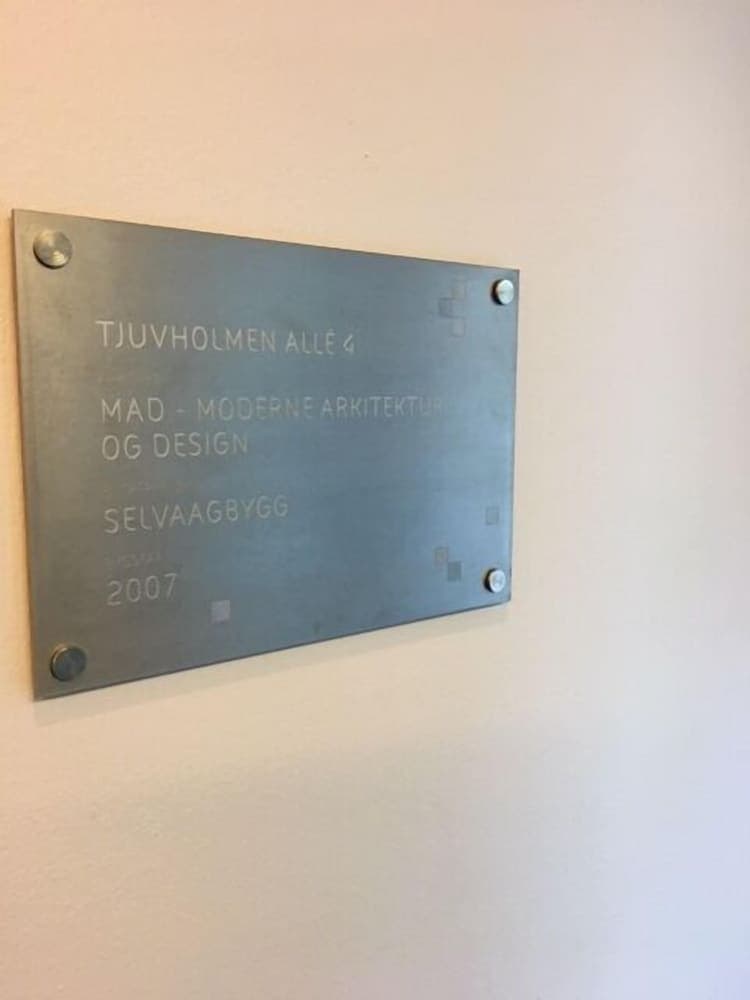 TJUVHOLMEN ALLÉ 4
MAD - MODERNE ARKITEKTUR
OG DESIGN
SELVAAGBYGG
2007